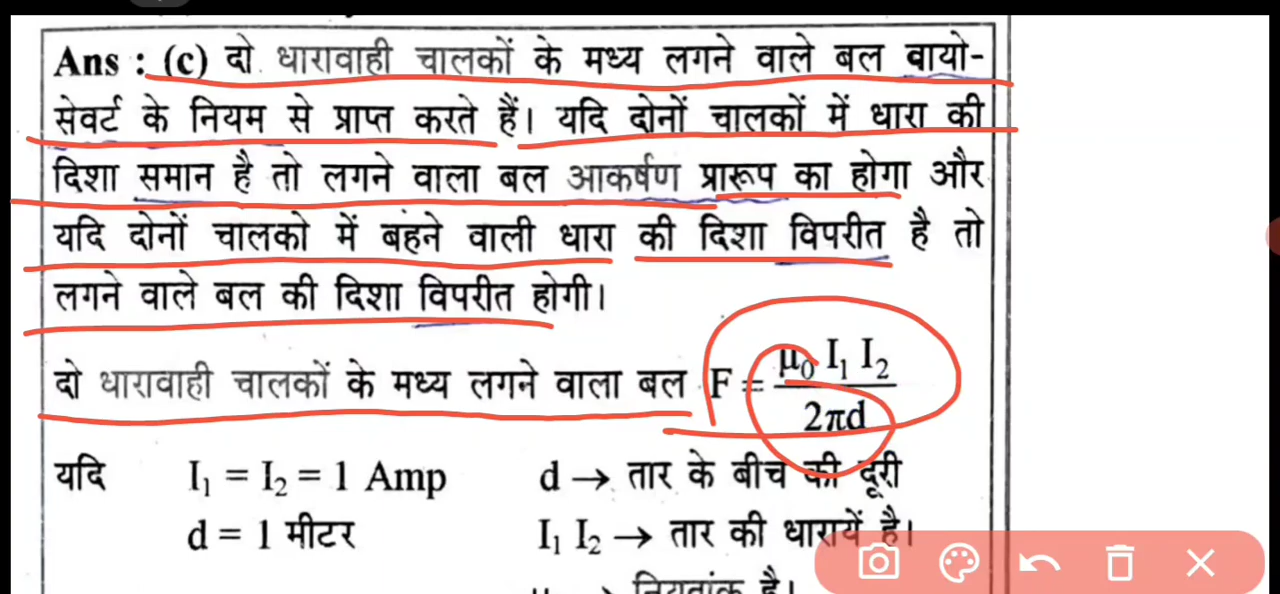 Ans : (c) दो धारावाही चालकों के मध्य लगने वाले बल बायो-
सेवर्ट के नियम से प्राप्त करते हैं। यदि दोनों चालकों में धारा की
दिशा समान है तो लगने वाला बल आकर्षण प्रारूप का होगा और
यदि दोनों चालको में बहने वाली धारा की दिशा विपरीत है तो
लगने वाले बल की दिशा विपरीत होगी।
दो धारावाही चालकों के मध्य लगने वाला बल F = μ₀ I₁ I₂ / 2πd
यदि I₁ = I₂ = 1 Amp d → तार के बीच की दूरी
d = 1 मीटर I₁ I₂ → तार की धारायें है।
→ नियतांक है।